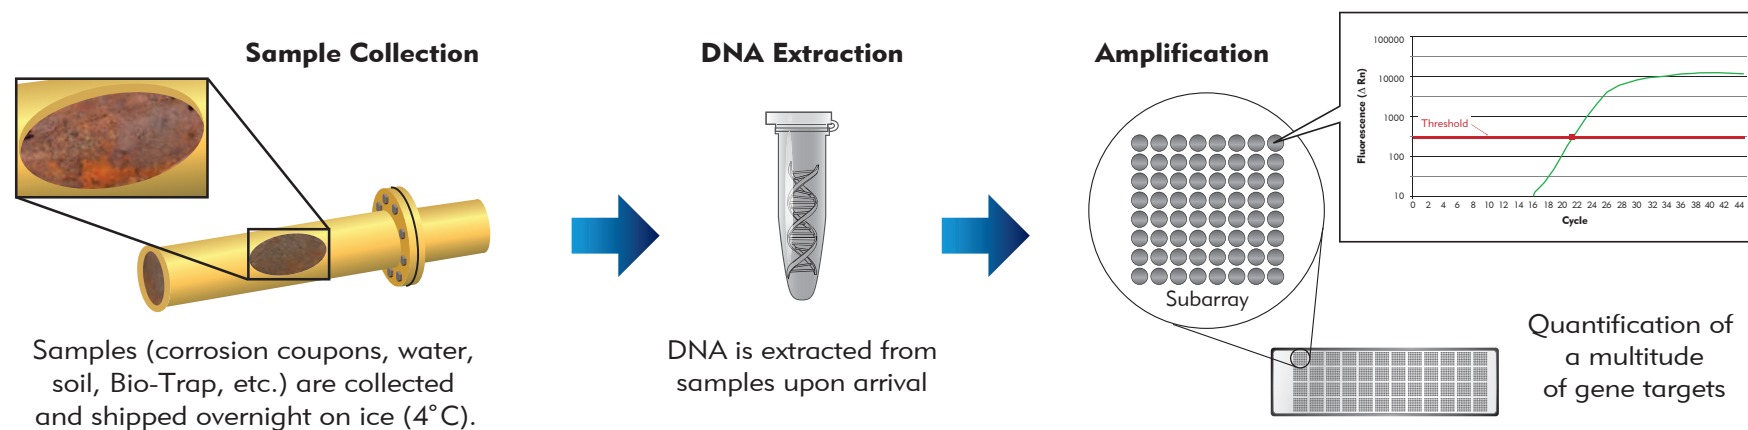 Sample Collection
Samples (corrosion coupons, water,
soil, Bio-Trap, etc.) are collected
and shipped overnight on ice (4°C).
DNA Extraction
DNA is extracted from
samples upon arrival
Amplification
Subarray
Fluorescence (Δ Rn)
100000
10000
1000
100
10
Threshold
0 2 4 6 8 10 12 14 16 18 20 22 24 26 28 30 32 34 36 38 40 42 44
Cycle
Quantification of
a multitude
of gene targets